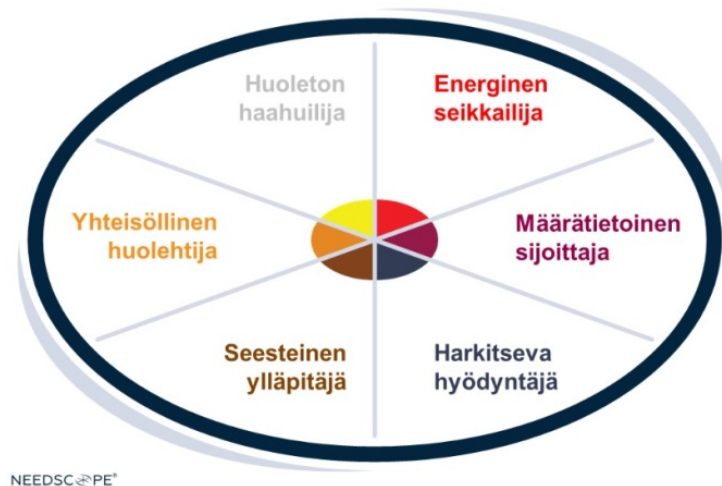 Huoleton
haahuilija
Energinen
seikkailija
Yhteisöllinen
huolehtija
Määrätietoinen
sijoittaja
Seesteinen
ylläpitäjä
Harkitseva
hyödyntäjä
NEEDSCOPE®